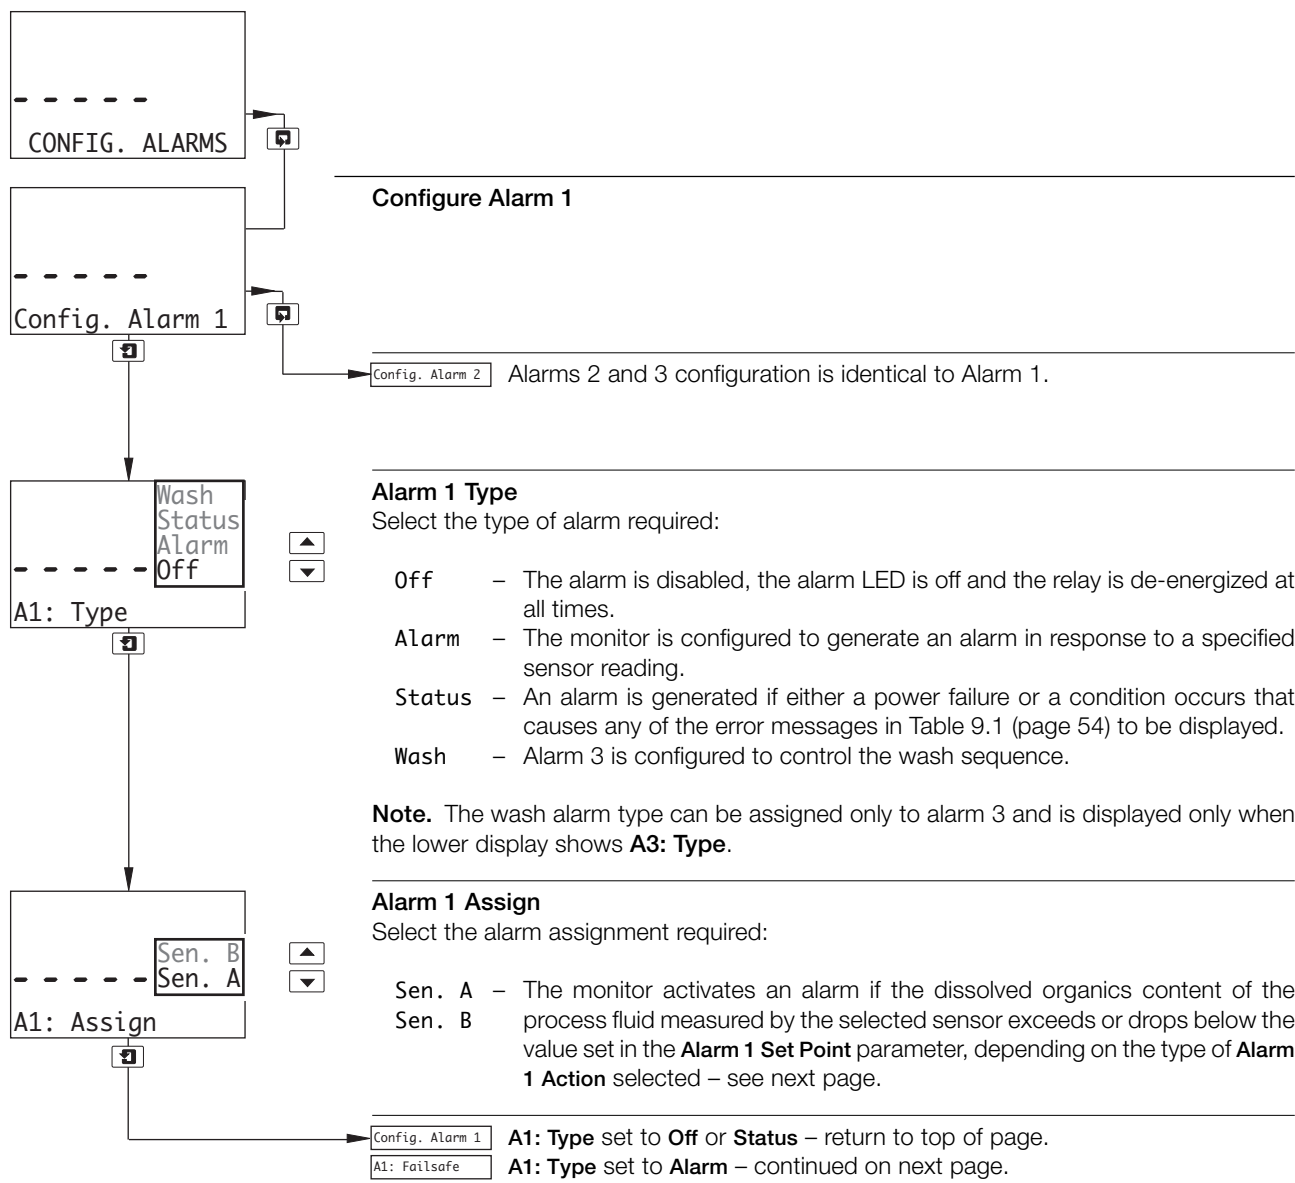 CONFIG. ALARMS
Configure Alarm 1
Config. Alarm 1
Config. Alarm 2 Alarms 2 and 3 configuration is identical to Alarm 1.
Wash
Status
Alarm
Off
A1: Type
Alarm 1 Type
Select the type of alarm required:
Off – The alarm is disabled, the alarm LED is off and the relay is de-energized at
all times.
Alarm – The monitor is configured to generate an alarm in response to a specified
sensor reading.
Status – An alarm is generated if either a power failure or a condition occurs that
causes any of the error messages in Table 9.1 (page 54) to be displayed.
Wash – Alarm 3 is configured to control the wash sequence.
Note. The wash alarm type can be assigned only to alarm 3 and is displayed only when
the lower display shows A3: Type.
Sen. B
Sen. A
A1: Assign
Alarm 1 Assign
Select the alarm assignment required:
Sen. A – The monitor activates an alarm if the dissolved organics content of the
Sen. B process fluid measured by the selected sensor exceeds or drops below the
value set in the Alarm 1 Set Point parameter, depending on the type of Alarm
1 Action selected – see next page.
Config. Alarm 1 A1: Type set to Off or Status – return to top of page.
A1: Failsafe A1: Type set to Alarm – continued on next page.